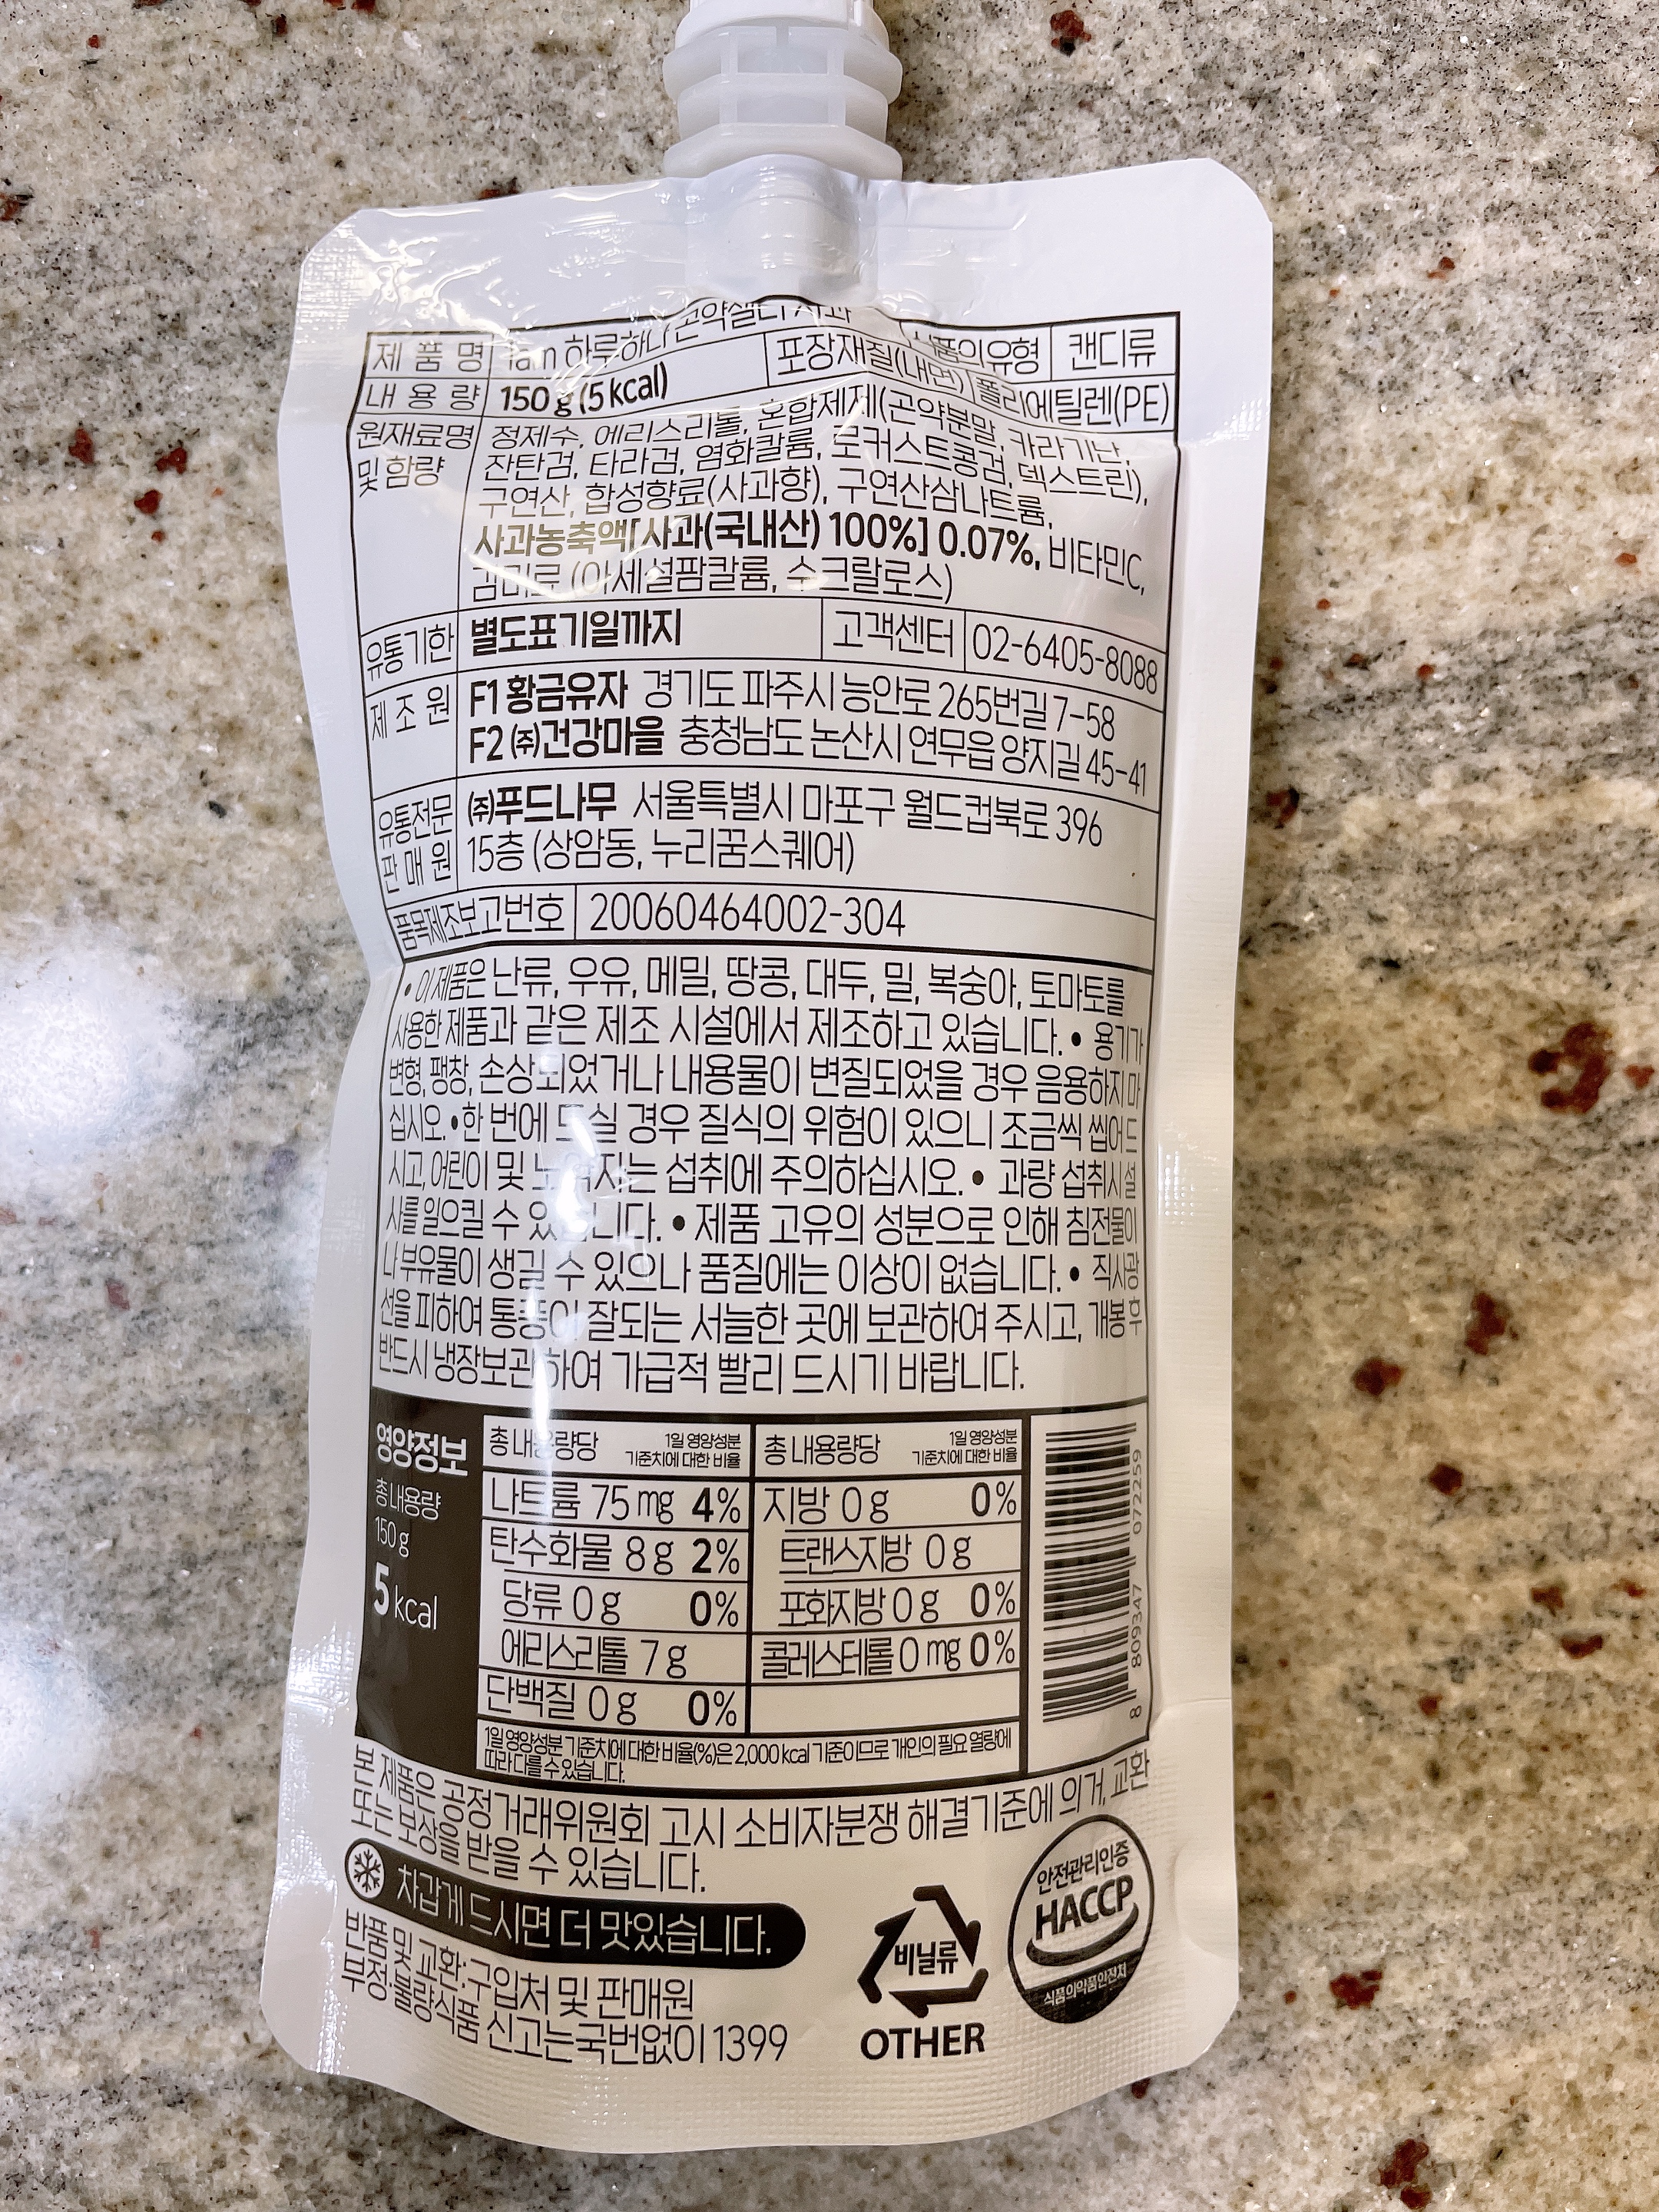 제 품 명 하루하나 곤약젤리 사과 식품의유형 캔디류
내 용 량 150 g (5 kcal) 포장재질(내면) 폴리에틸렌(PE)
원재료명 및 함량
정제수, 에리스리톨, 혼합제제(곤약분말, 카라기난,
잔탄검, 타라검, 염화칼륨, 로커스트콩검, 덱스트린),
구연산, 합성향료(사과향), 구연산삼나트륨,
사과농축액[사과(국내산) 100%] 0.07%, 비타민C,
감미료 (아세설팜칼륨, 수크랄로스)
유통기한 별도표기일까지 고객센터 02-6405-8088
제 조 원 F1 황금유자 경기도 파주시 능안로 265번길 7-58
F2 ㈜건강마을 충청남도 논산시 연무읍 양지길 45-41
유통전문 판 매 원 ㈜푸드나무 서울특별시 마포구 월드컵북로 396
15층 (상암동, 누리꿈스퀘어)
품목제조보고번호 20060464002-304
• 이 제품은 난류, 우유, 메밀, 땅콩, 대두, 밀, 복숭아, 토마토를
사용한 제품과 같은 제조 시설에서 제조하고 있습니다. • 용기가
변형, 팽창, 손상되었거나 내용물이 변질되었을 경우 음용하지 마
십시오. •한 번에 드실 경우 질식의 위험이 있으니 조금씩 씹어 드
시고, 어린이 및 노약자는 섭취에 주의하십시오. • 과량 섭취시 설
사를 일으킬 수 있습니다. • 제품 고유의 성분으로 인해 침전물이
나 부유물이 생길 수 있으나 품질에는 이상이 없습니다. • 직사광
선을 피하여 통풍이 잘되는 서늘한 곳에 보관하여 주시고, 개봉 후
반드시 냉장보관 하여 가급적 빨리 드시기 바랍니다.
영양정보
총 내용량
150 g
5 kcal
총 내용량당 1일 영양성분 기준치에 대한 비율 총 내용량당 1일 영양성분 기준치에 대한 비율
나트륨 75 mg 4% 지방 0 g 0%
탄수화물 8 g 2% 트랜스지방 0 g
당류 0 g 0% 포화지방 0 g 0%
에리스리톨 7 g 콜레스테롤 0 mg 0%
단백질 0 g 0%
1일 영양성분 기준치에 대한 비율(%)은 2,000 kcal 기준이므로 개인의 필요 열량에
따라 다를 수 있습니다.
8 809347 072259
본 제품은 공정거래위원회 고시 소비자분쟁 해결기준에 의거, 교환
또는 보상을 받을 수 있습니다.
차갑게 드시면 더 맛있습니다.
반품 및 교환:구입처 및 판매원
부정·불량식품 신고는국번없이 1399
비닐류
OTHER
안전관리인증
HACCP
식품의약품안전처